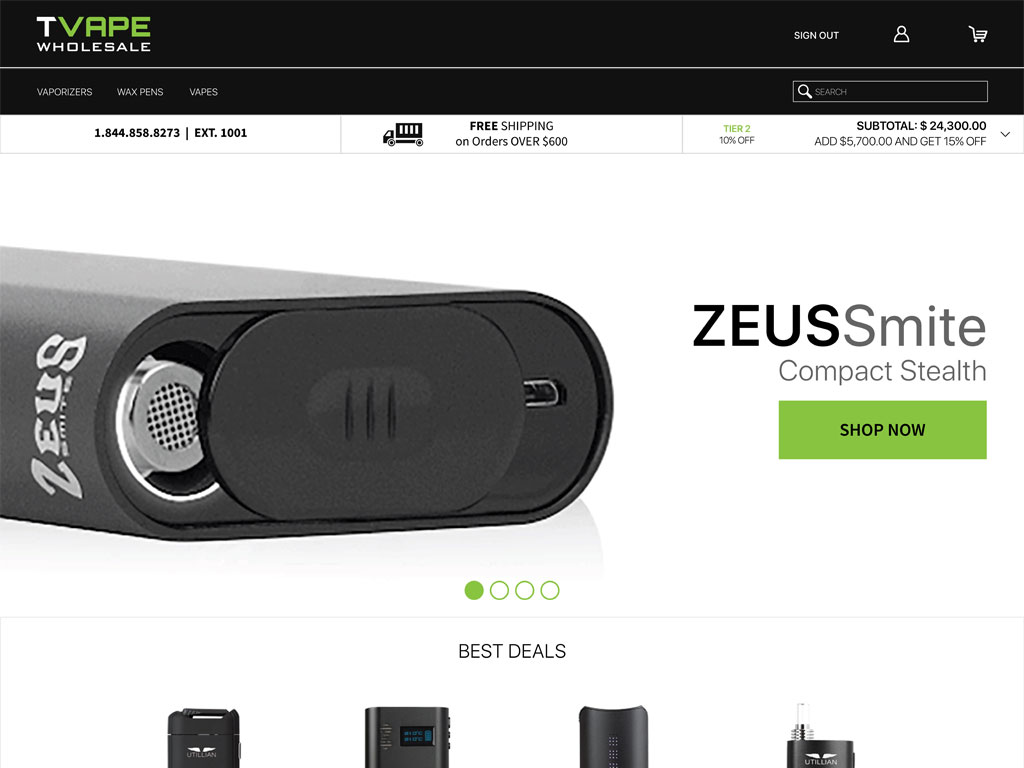 TVAPE
WHOLESALE
SIGN OUT
VAPORIZERS WAX PENS VAPES
SEARCH
1.844.858.8273 | EXT. 1001
FREE SHIPPING
on Orders OVER $600
TIER 2
10% OFF
SUBTOTAL: $ 24,300.00
ADD $5,700.00 AND GET 15% OFF
ZEUS
SMITE
ZEUSSmite
Compact Stealth
SHOP NOW
BEST DEALS
UTILLIAN
UTILLIAN